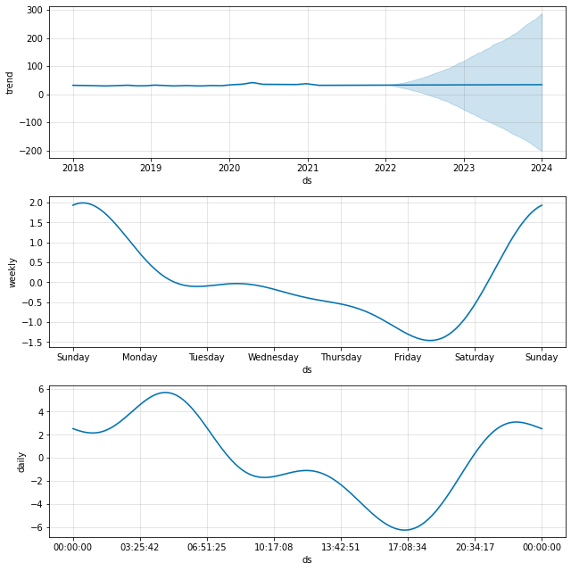 300
200
100
0
−100
−200
trend
2018 2019 2020 2021 2022 2023 2024
ds
2.0
1.5
1.0
0.5
0.0
−0.5
−1.0
−1.5
weekly
Sunday Monday Tuesday Wednesday Thursday Friday Saturday Sunday
ds
6
4
2
0
−2
−4
−6
daily
00:00:00 03:25:42 06:51:25 10:17:08 13:42:51 17:08:34 20:34:17 00:00:00
ds